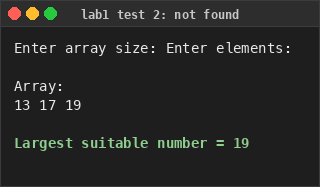 lab1 test 2: not found
Enter array size: Enter elements:
Array:
13 17 19
Largest suitable number = 19